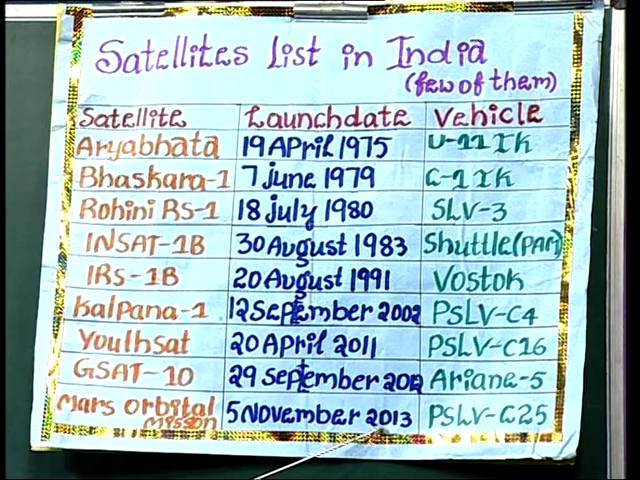 Satellites List in India
(few of them)
Satellite Launchdate Vehicle
Aryabhata 19 April 1975 U-11 Ik
Bhaskara-1 7 june 1979 C-1 Ik
Rohini RS-1 18 july 1980 SLV-3
INSAT-1B 30 August 1983 Shuttle(PAM)
IRS-1B 20 August 1991 Vostok
Kalpana-1 12 September 2002 PSLV-C4
Youthsat 20 April 2011 PSLV-C16
GSAT-10 29 September 2012 Ariane-5
Mars orbital Misson 5 November 2013 PSLV-C25